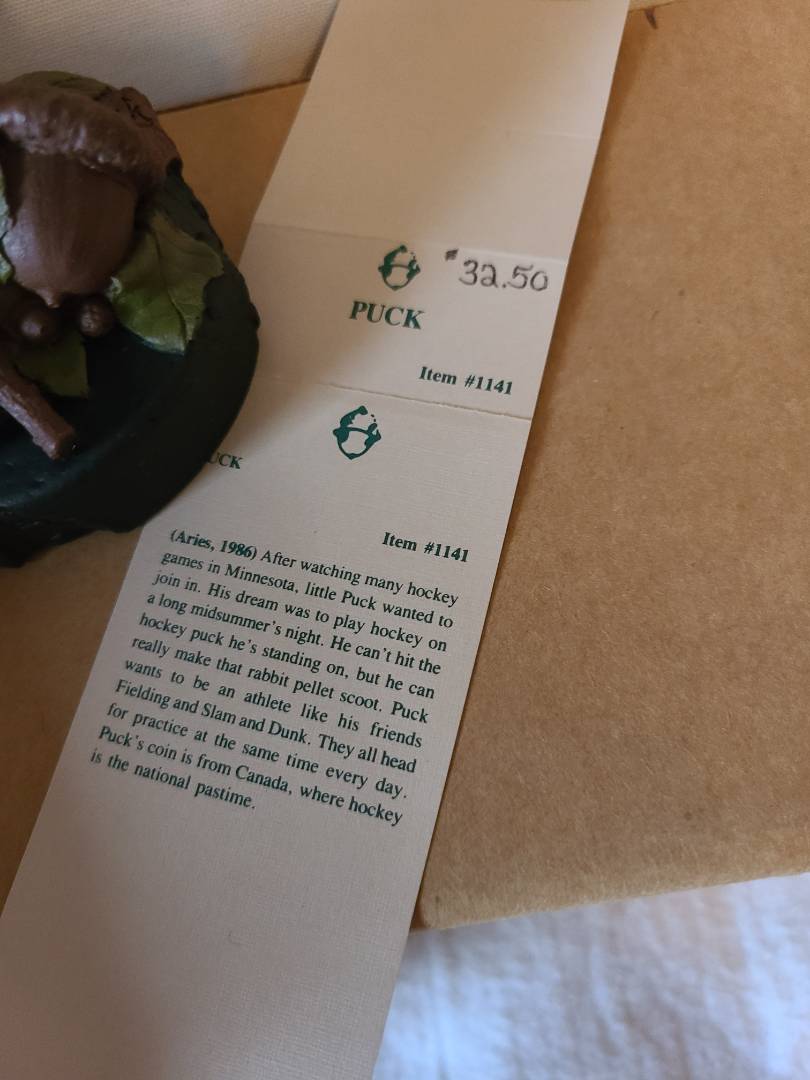 $32.50
PUCK
Item #1141
UCK
Item #1141
(Aries, 1986) After watching many hockey
games in Minnesota, little Puck wanted to
join in. His dream was to play hockey on
a long midsummer's night. He can't hit the
hockey puck he's standing on, but he can
really make that rabbit pellet scoot. Puck
wants to be an athlete like his friends
Fielding and Slam and Dunk. They all head
for practice at the same time every day.
Puck's coin is from Canada, where hockey
is the national pastime.